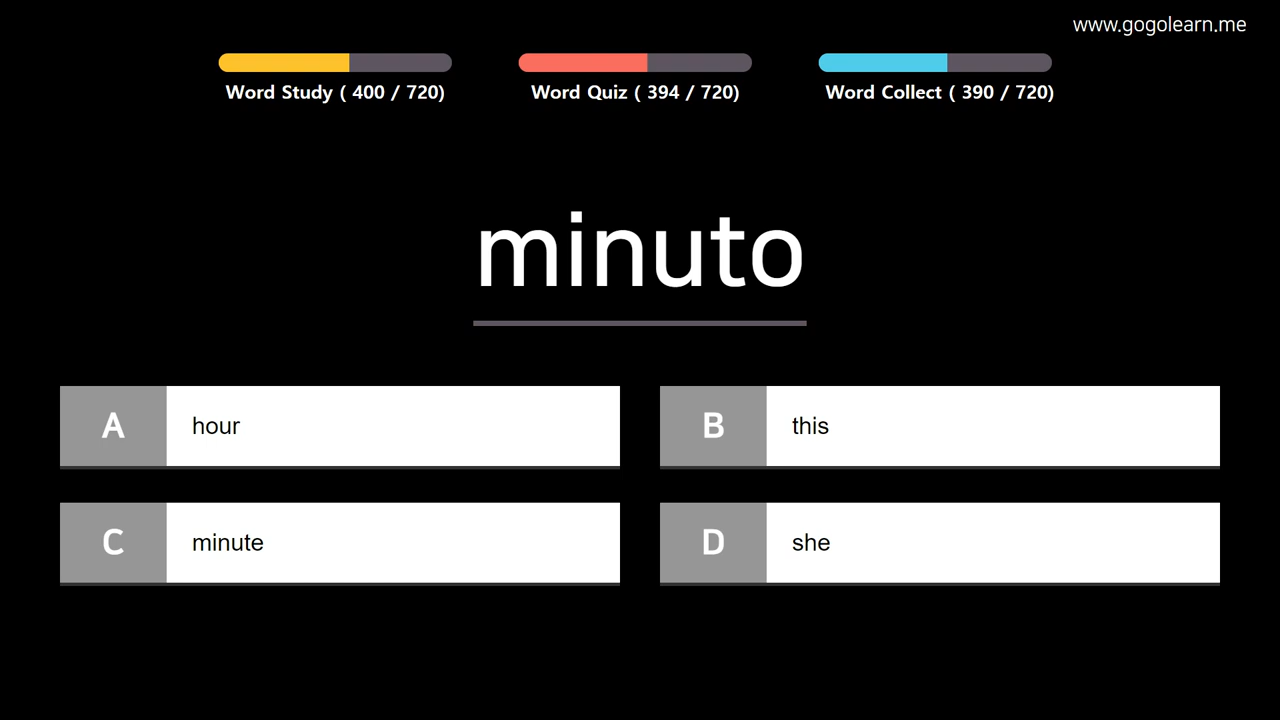 www.gogolearn.me
Word Study ( 400 / 720)
Word Quiz ( 394 / 720)
Word Collect ( 390 / 720)
minuto
A hour
B this
C minute
D she